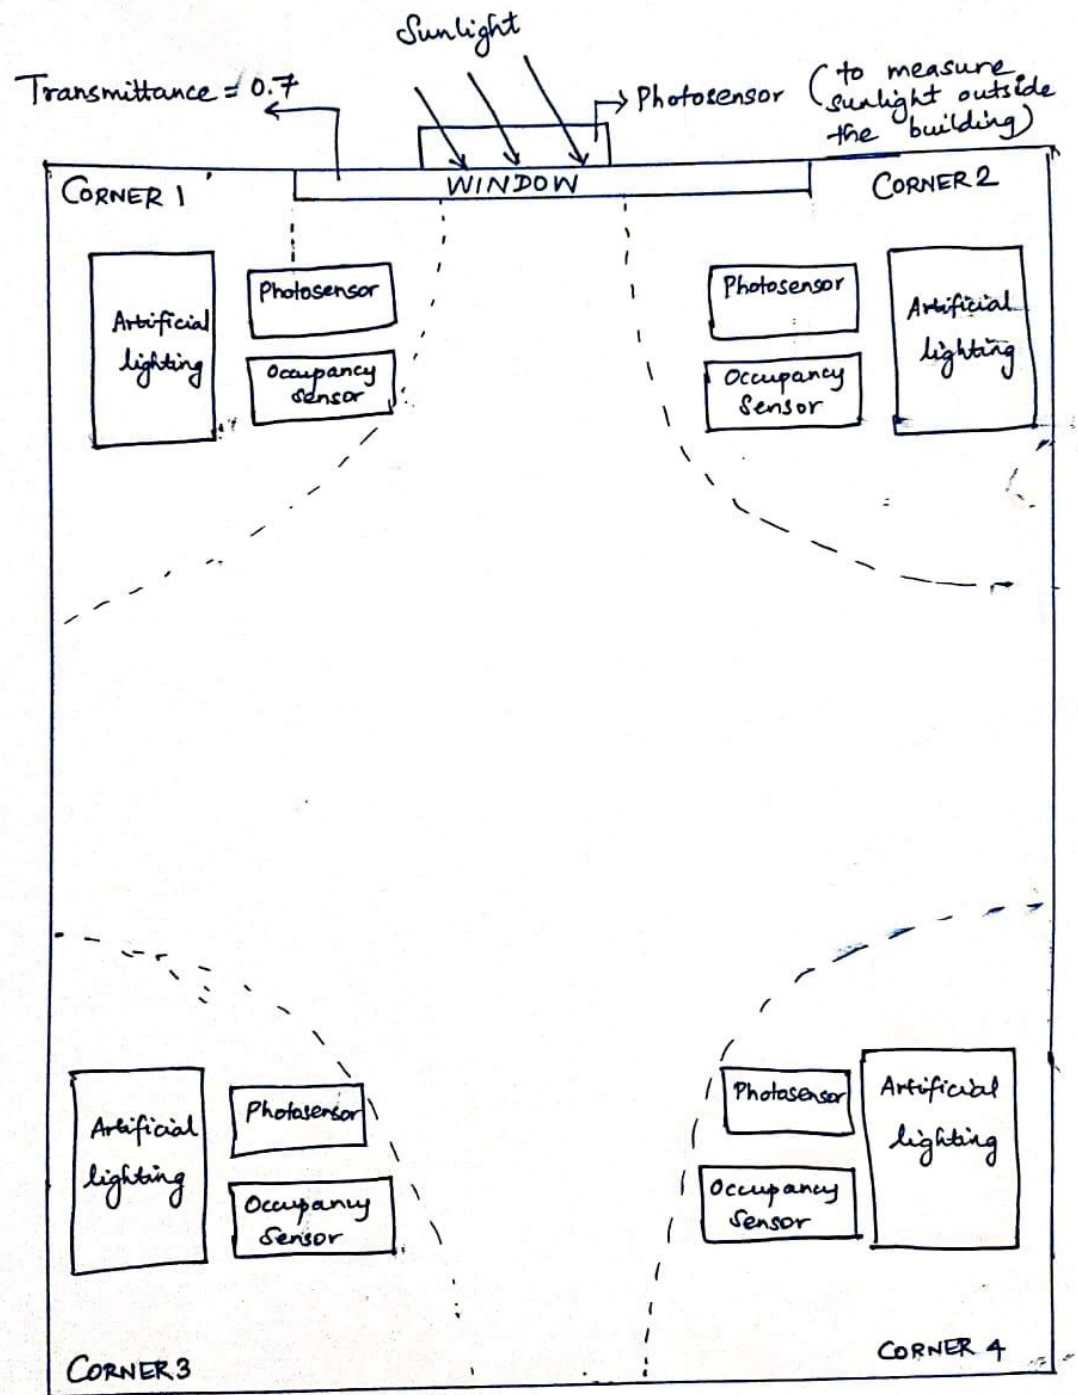 Sunlight
Transmittance = 0.7
Photosensor (to measure
sunlight outside
the building)
WINDOW
CORNER 1
CORNER 2
Artificial
lighting
Photosensor
Occupancy
Sensor
Photosensor
Occupancy
Sensor
Artificial
lighting
Artificial
lighting
Photosensor
Occupancy
Sensor
Photosensor
Occupancy
Sensor
Artificial
lighting
CORNER 3
CORNER 4